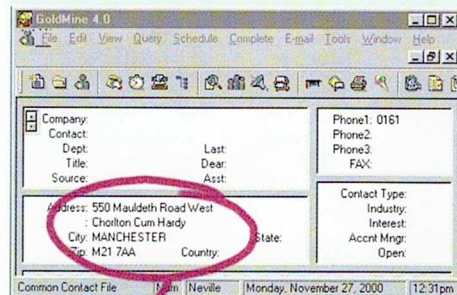 GoldMine 4.0
File Edit View Query Schedule Complete E-mail Tools Window Help
Company:
Contact:
Dept: Last:
Title: Dear:
Source: Asst:
Phone1: 0161
Phone2:
Phone3:
FAX:
Address: 550 Mauldeth Road West
: Chorlton Cum Hardy
City: MANCHESTER State:
Zip: M21 7AA Country:
Contact Type:
Industry:
Interest:
Accnt Mngr:
Open:
Common Contact File Num Neville Monday, November 27, 2000 12:31pm